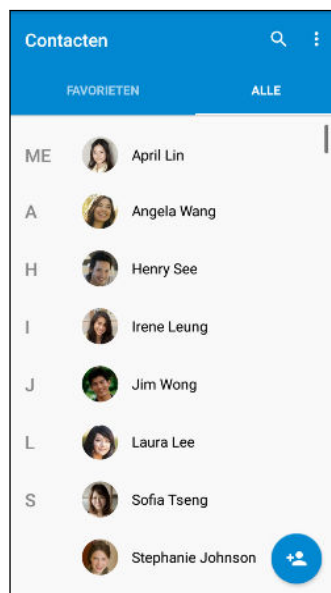 Contacten
FAVORIETEN ALLE
ME April Lin
A Angela Wang
H Henry See
I Irene Leung
J Jim Wong
L Laura Lee
S Sofia Tseng
Stephanie Johnson